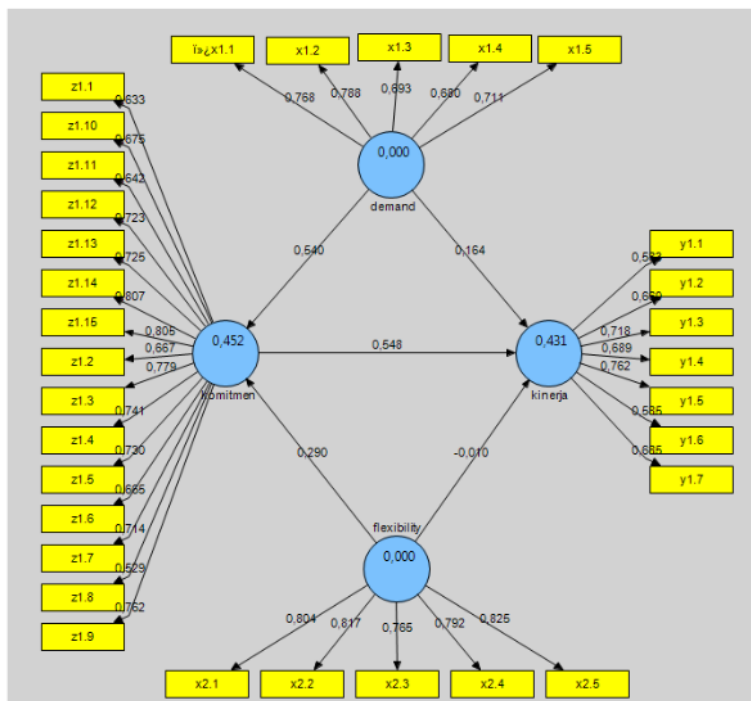 ï»¿x1.1
x1.2
x1.3
x1.4
x1.5
0,768
0,788
0,693
0,680
0,711
0,000
demand
z1.1
z1.10
z1.11
z1.12
z1.13
z1.14
z1.15
z1.2
z1.3
z1.4
z1.5
z1.6
z1.7
z1.8
z1.9
0,633
0,675
0,642
0,723
0,725
0,807
0,805
0,667
0,779
0,741
0,730
0,665
0,714
0,529
0,762
0,540
0,164
0,452
komitmen
0,548
0,431
kinerja
y1.1
y1.2
y1.3
y1.4
y1.5
y1.6
y1.7
0,718
0,689
0,762
0,290
-0,010
flexibility
0,000
0,804
0,817
0,765
0,792
0,825
x2.1
x2.2
x2.3
x2.4
x2.5